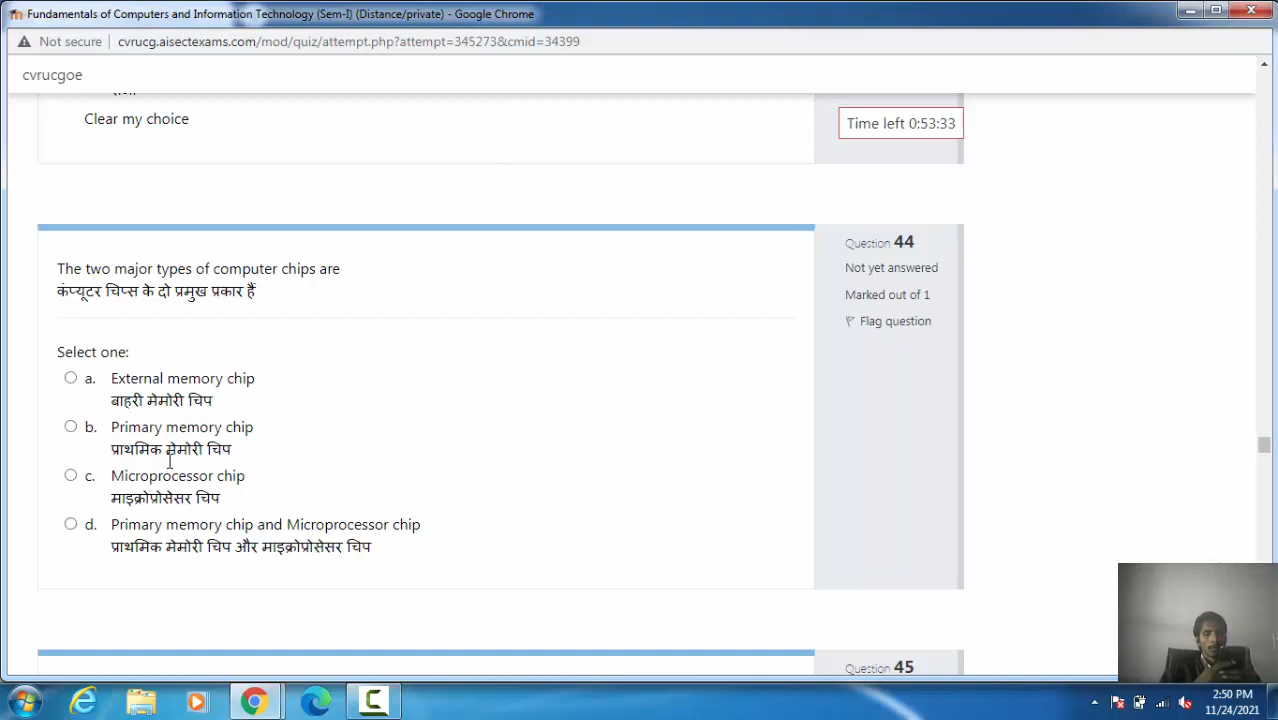 Fundamentals of Computers and Information Technology (Sem-I) (Distance/private) - Google Chrome
Not secure | cvrucg.aisectexams.com/mod/quiz/attempt.php?attempt=345273&cmid=34399
cvrucgoe
Clear my choice
Time left 0:53:33
The two major types of computer chips are
कंप्यूटर चिप्स के दो प्रमुख प्रकार हैं
Question 44
Not yet answered
Marked out of 1
Flag question
Select one:
a. External memory chip
बाहरी मेमोरी चिप
b. Primary memory chip
प्राथमिक मेमोरी चिप
c. Microprocessor chip
माइक्रोप्रोसेसर चिप
d. Primary memory chip and Microprocessor chip
प्राथमिक मेमोरी चिप और माइक्रोप्रोसेसर चिप
Question 45
2:50 PM
11/24/2021